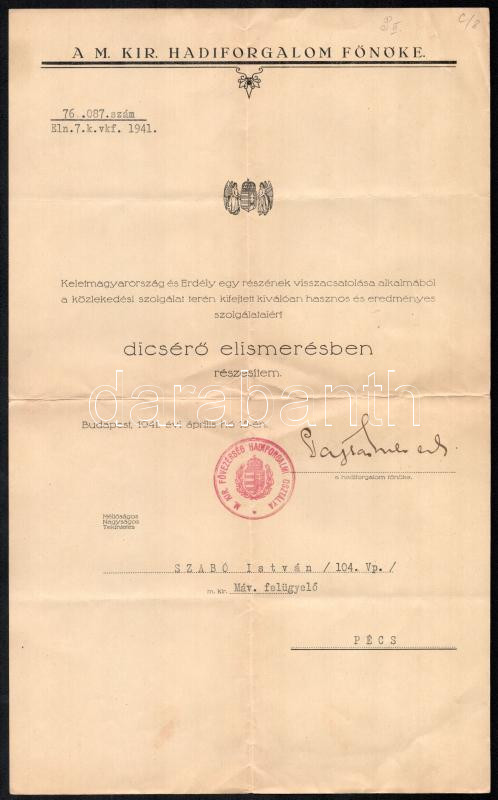 C/8
A M. KIR. HADIFORGALOM FŐNÖKE.
76.087.szám
Eln.7.k.vkf. 1941.
Keletmagyarország és Erdély egy részének visszacsatolása alkalmából
a közlekedési szolgálat terén kifejtett kiválóan hasznos és eredményes
szolgálataiért
dicsérő elismerésben
részesítem.
darabanth
Budapest, 1941. évi április hó
a hadiforgalom főnöke.
M. KIR. FŐVEZÉRSÉG HADIFORGALMI OSZTÁLYA
Méltóságos
Nagyságos
Tekintetes
SZABÓ István /104. Vp./
m. kir. Máv. felügyelő
PÉCS